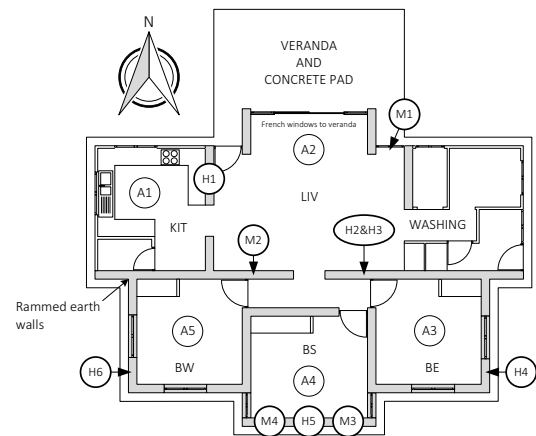 N
VERANDA
AND
CONCRETE PAD
French windows to veranda
M1
A2
A1
H1
LIV
KIT
M2
H2&H3
WASHING
Rammed earth
walls
A5
BS
A3
H6
BW
A4
BE
H4
M4
H5
M3